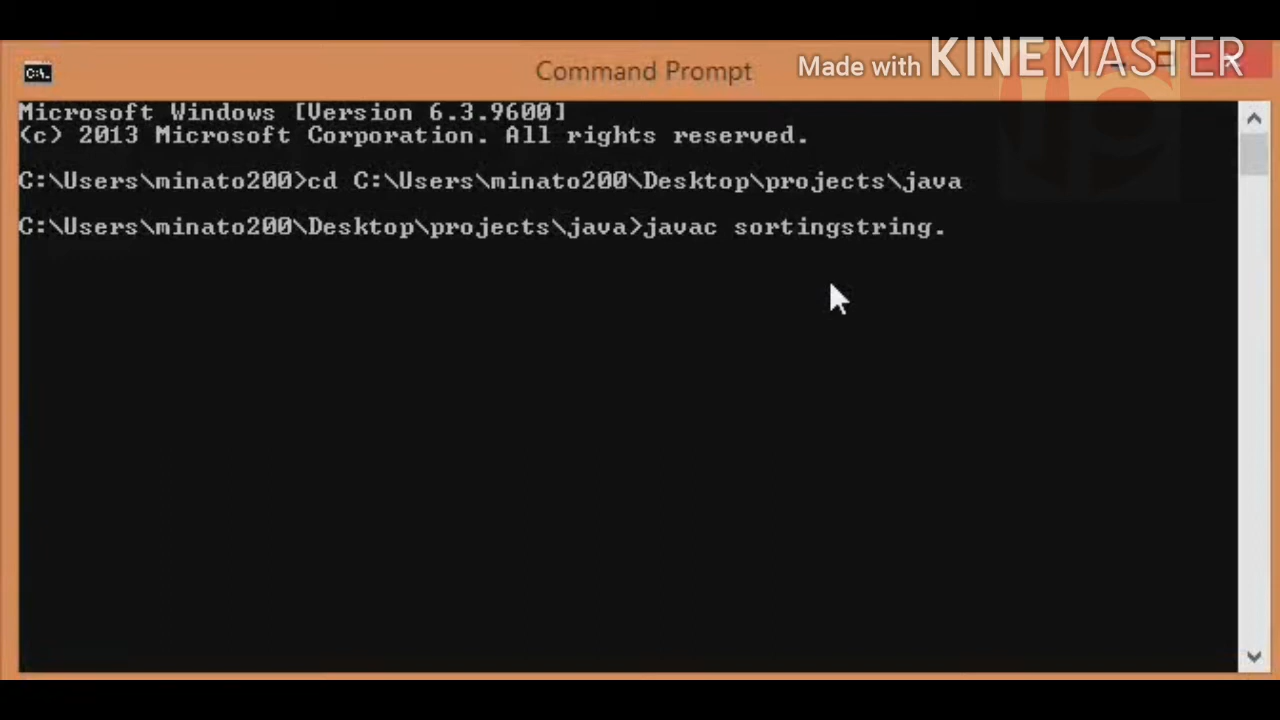 Made with KINEMASTER
C:\.
Command Prompt
Microsoft Windows [Version 6.3.9600]
(c) 2013 Microsoft Corporation. All rights reserved.
C:\Users\minato200>cd C:\Users\minato200\Desktop\projects\java
C:\Users\minato200\Desktop\projects\java>javac sortingstring.